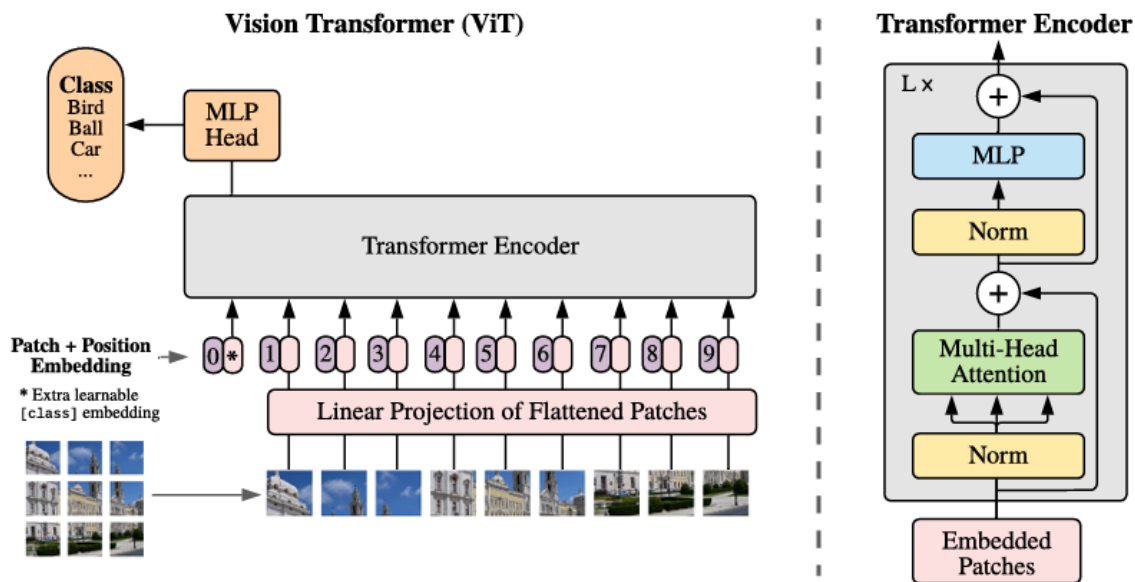 Vision Transformer (ViT)
Class
Bird
Ball
Car
...
MLP
Head
Transformer Encoder
Patch + Position
Embedding
* Extra learnable
[class] embedding
0 * 1 2 3 4 5 6 7 8 9
Linear Projection of Flattened Patches
Transformer Encoder
L ×
+
MLP
Norm
+
Multi-Head
Attention
Norm
Embedded
Patches